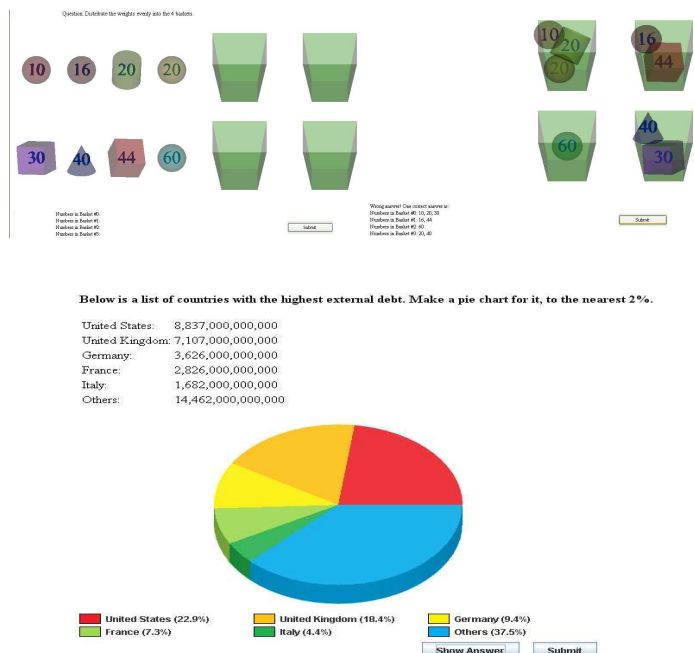 Question: Distribute the weights evenly into the 4 baskets.
10 16 20 20
30 40 44 60
Numbers in Basket #0:
Numbers in Basket #1:
Numbers in Basket #2:
Numbers in Basket #3:
Submit
10 20 20
16 44
60
40 30
Wrong answer! One correct answer is:
Numbers in Basket #0: 10, 20, 30
Numbers in Basket #1: 16, 44
Numbers in Basket #2: 60
Numbers in Basket #3: 20, 40
Submit
Below is a list of countries with the highest external debt. Make a pie chart for it, to the nearest 2%.
United States: 8,837,000,000,000
United Kingdom: 7,107,000,000,000
Germany: 3,626,000,000,000
France: 2,826,000,000,000
Italy: 1,682,000,000,000
Others: 14,462,000,000,000
United States (22.9%) United Kingdom (18.4%) Germany (9.4%)
France (7.3%) Italy (4.4%) Others (37.5%)
Show Answer Submit